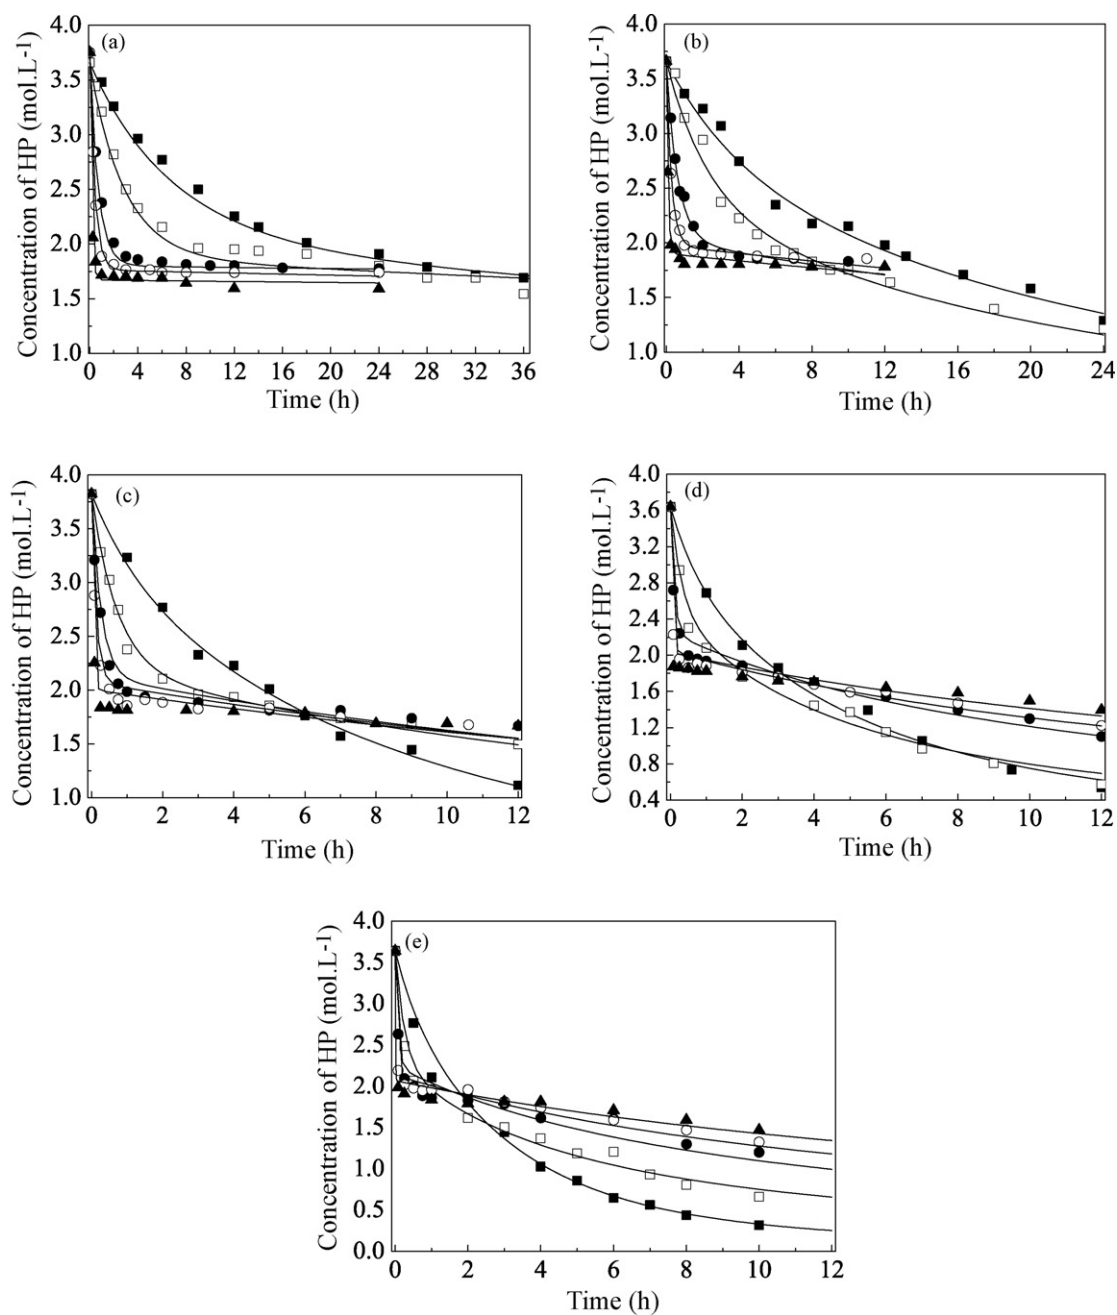 (a)
Concentration of HP (mol.L⁻¹)
4.0
3.5
3.0
2.5
2.0
1.5
1.0
0 4 8 12 16 20 24 28 32 36
Time (h)
(b)
Concentration of HP (mol.L⁻¹)
4.0
3.5
3.0
2.5
2.0
1.5
1.0
0 4 8 12 16 20 24
Time (h)
(c)
Concentration of HP (mol.L⁻¹)
4.0
3.5
3.0
2.5
2.0
1.5
1.0
0 2 4 6 8 10 12
Time (h)
(d)
Concentration of HP (mol.L⁻¹)
4.0
3.6
3.2
2.8
2.4
2.0
1.6
1.2
0.8
0.4
0 2 4 6 8 10 12
Time (h)
(e)
Concentration of HP (mol.L⁻¹)
4.0
3.5
3.0
2.5
2.0
1.5
1.0
0.5
0.0
0 2 4 6 8 10 12
Time (h)